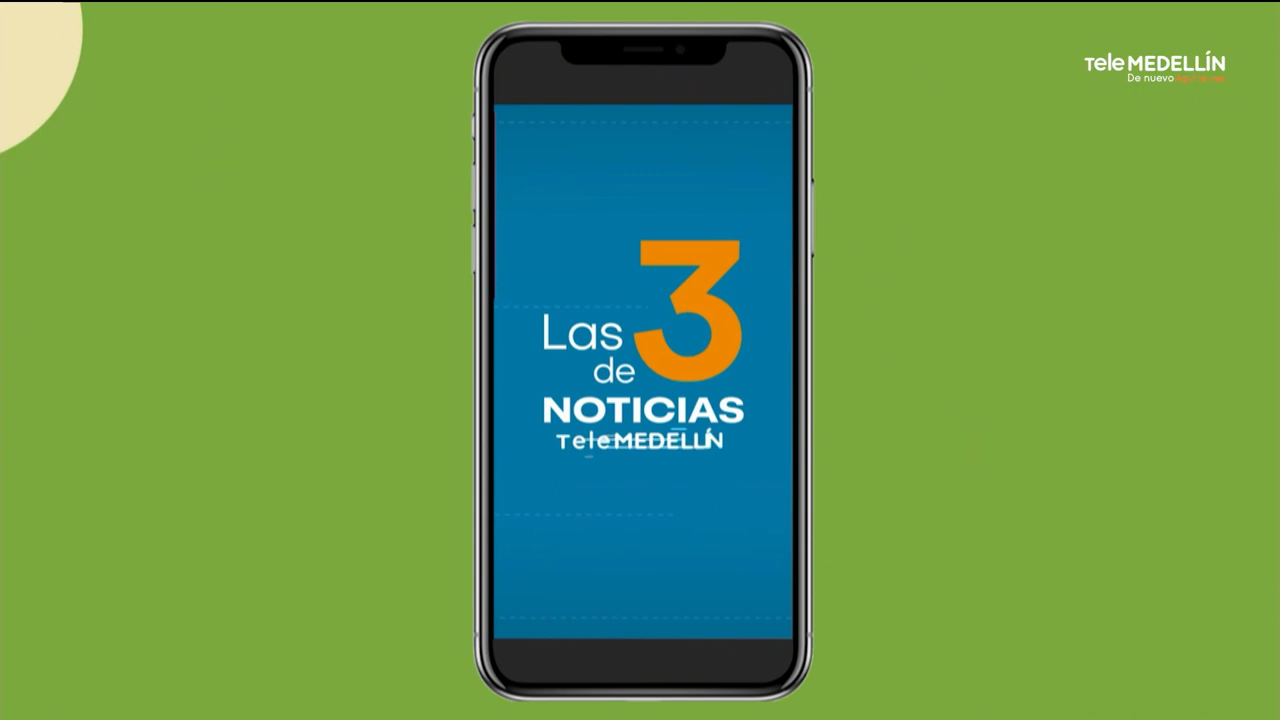 TeleMEDELLÍN
De nuevo
Las 3
de
NOTICIAS
TeleMEDELLÍN